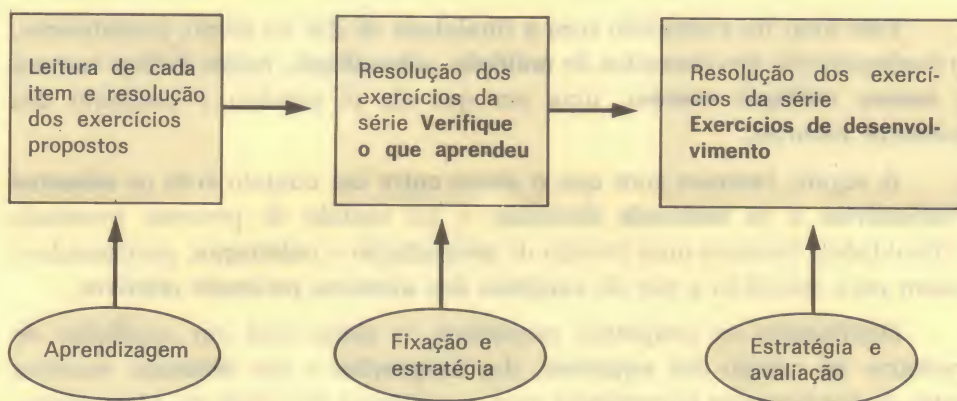 Leitura de cada
item e resolução
dos exercícios
propostos
Resolução dos
exercícios da
série Verifique
o que aprendeu
Resolução dos exercí-
cios da série
Exercícios de desenvol-
vimento
Aprendizagem
Fixação e
estratégia
Estratégia e
avaliação